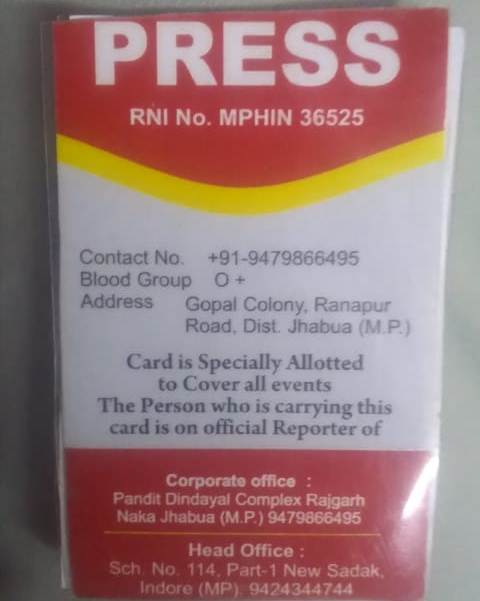 PRESS
RNI No. MPHIN 36525
Contact No. +91-9479866495
Blood Group O +
Address Gopal Colony, Ranapur
Road, Dist. Jhabua (M.P.)
Card is Specially Allotted
to Cover all events
The Person who is carrying this
card is on official Reporter of
Corporate office :
Pandit Dindayal Complex Rajgarh
Naka Jhabua (M.P.) 9479866495
Head Office :
Sch. No. 114, Part-1 New Sadak,
Indore (MP). 9424344744